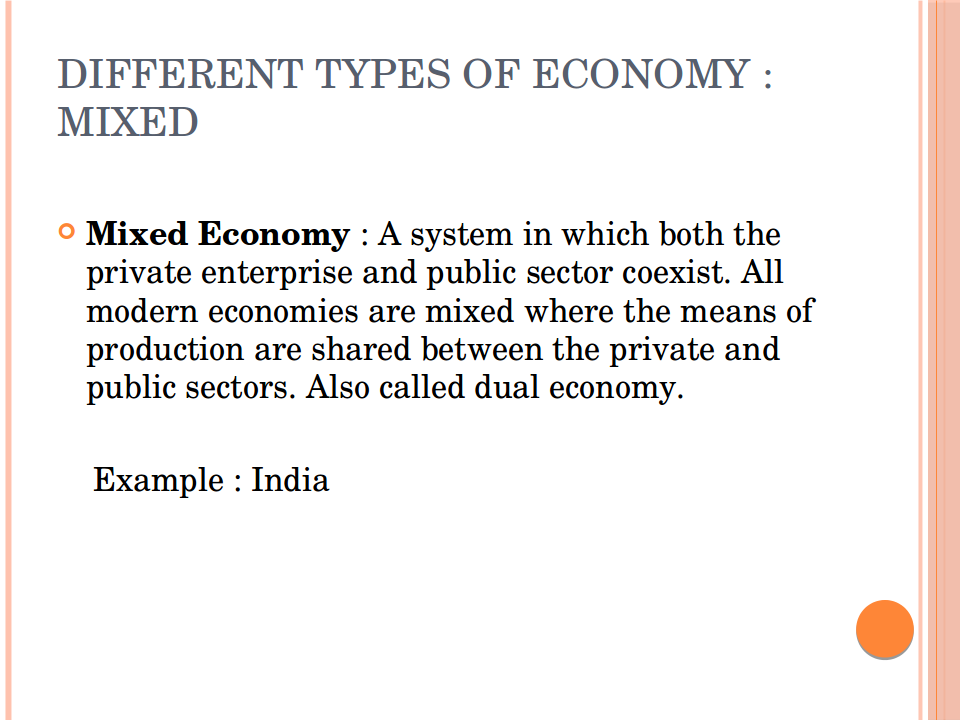 DIFFERENT TYPES OF ECONOMY :
MIXED
Mixed Economy : A system in which both the
private enterprise and public sector coexist. All
modern economies are mixed where the means of
production are shared between the private and
public sectors. Also called dual economy.
Example : India